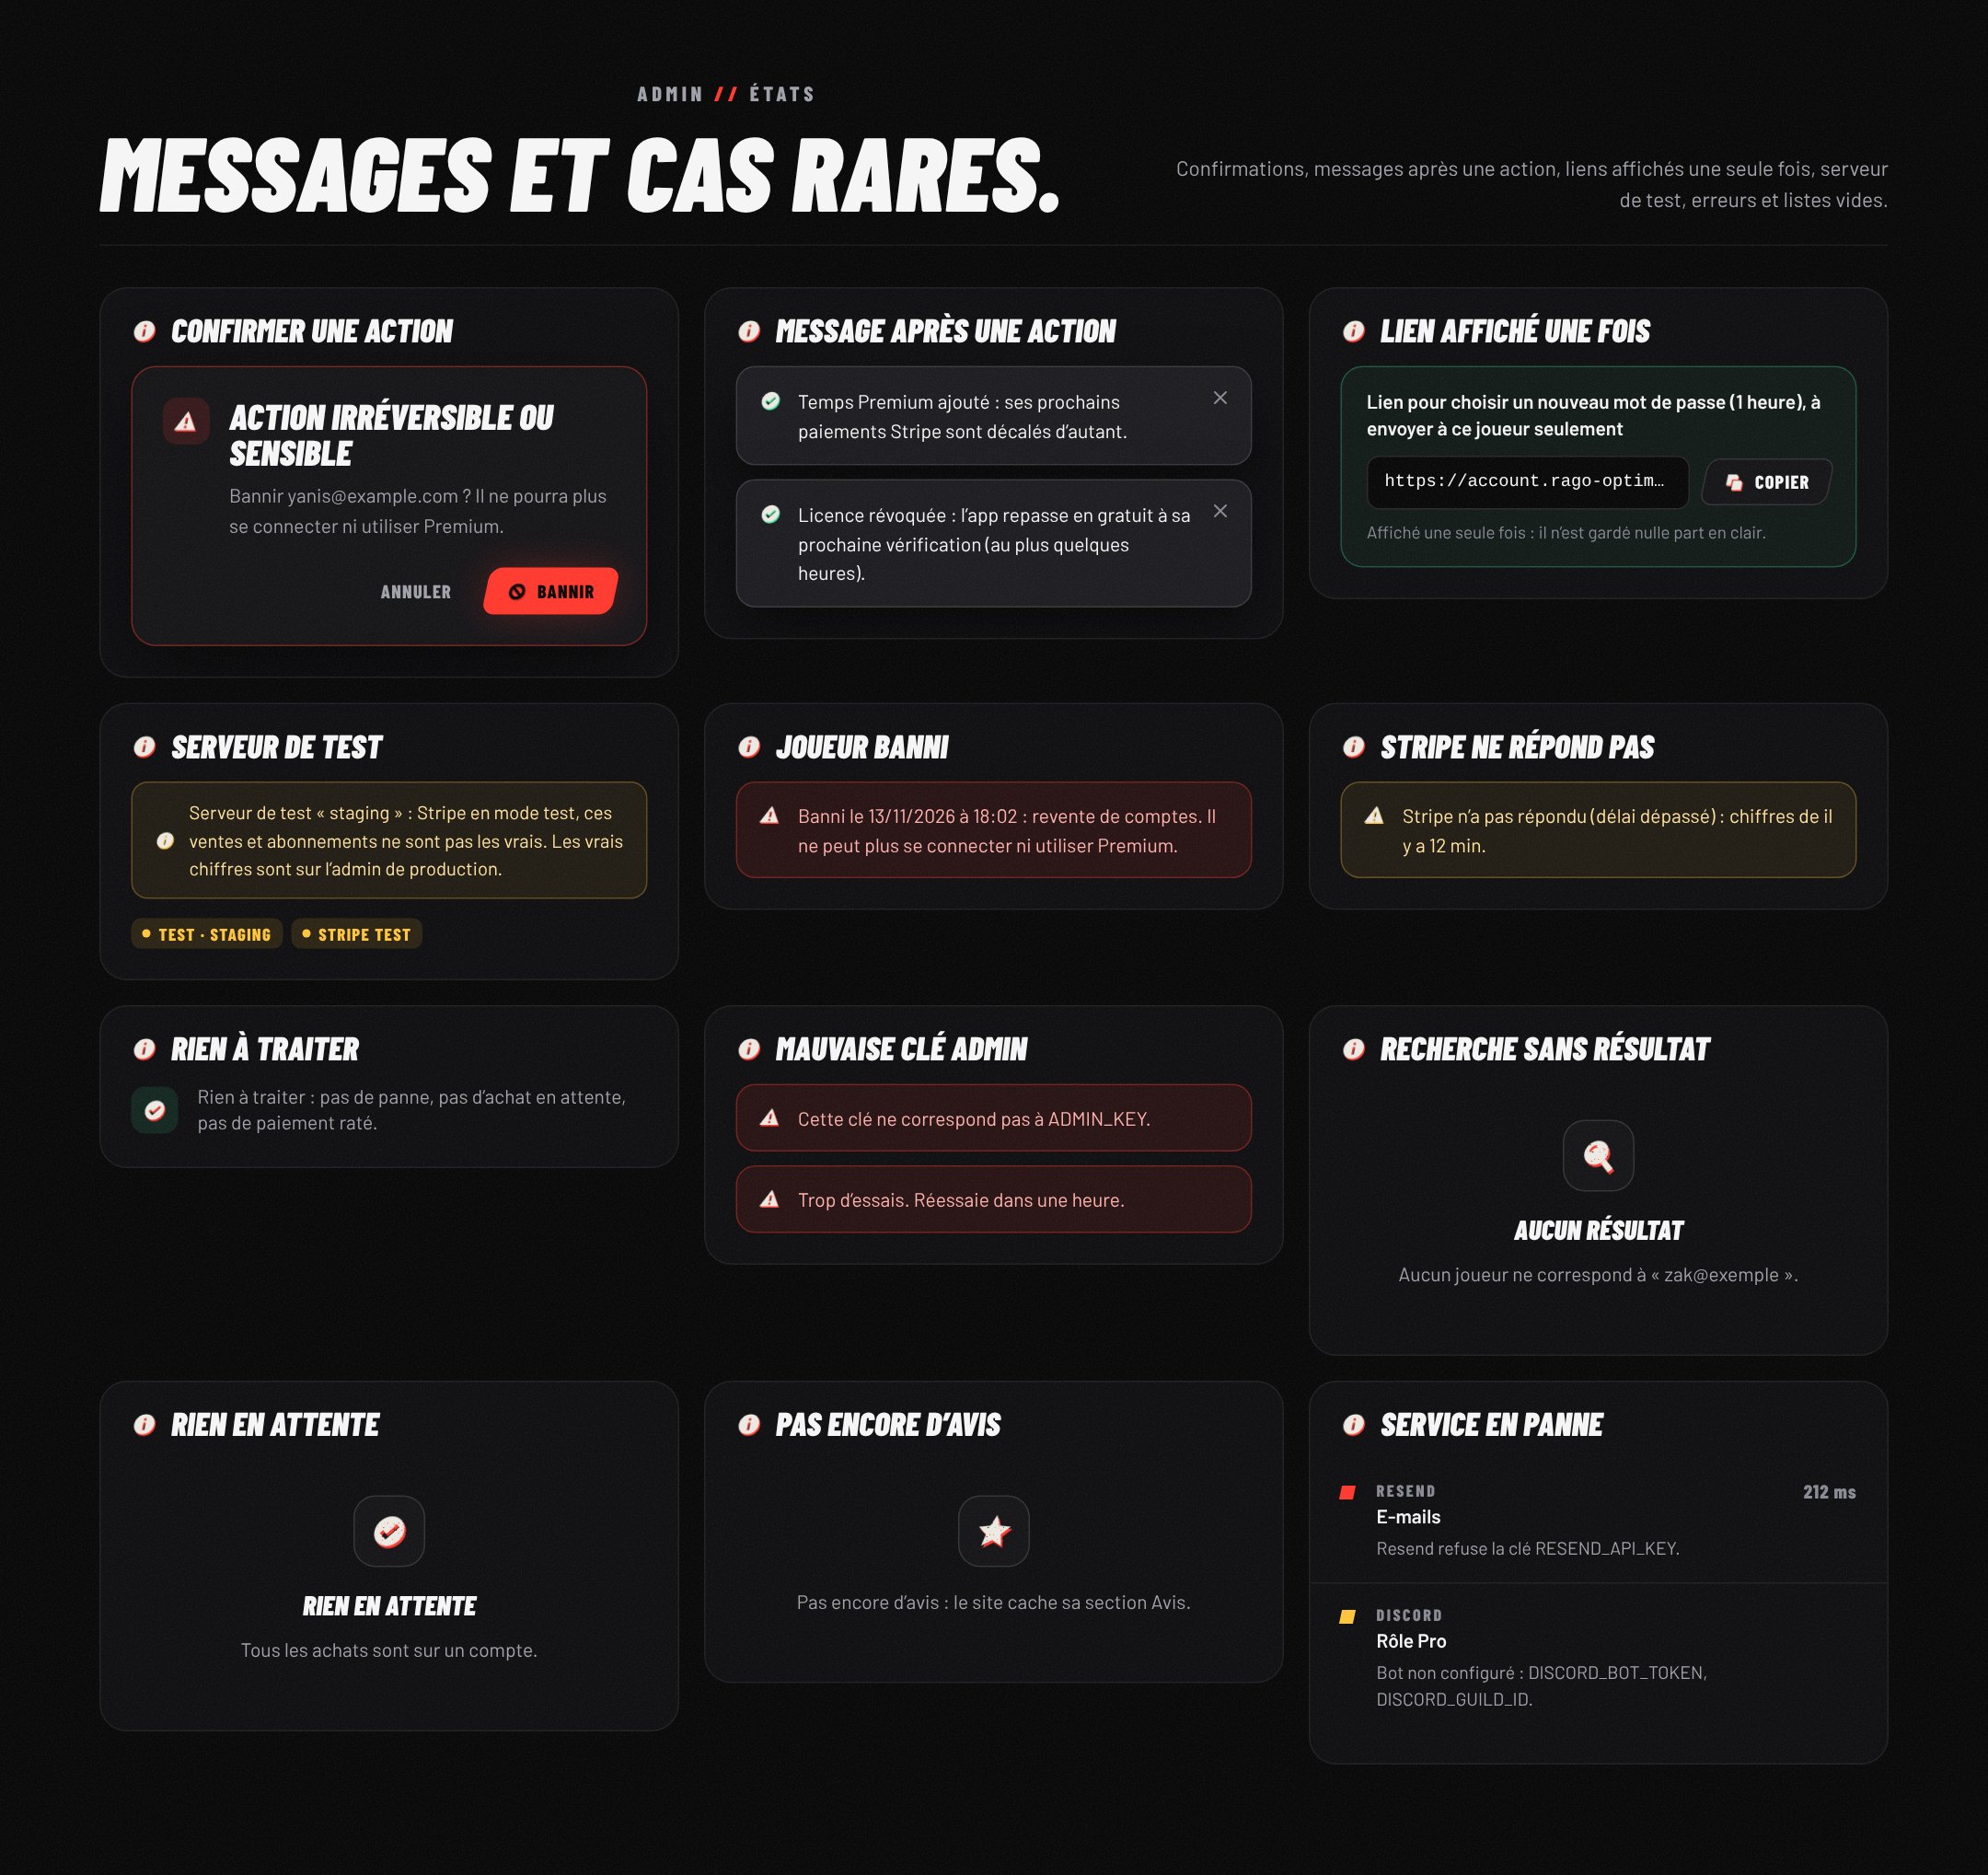 ADMIN // ÉTATS
MESSAGES ET CAS RARES.
Confirmations, messages après une action, liens affichés une seule fois, serveur
de test, erreurs et listes vides.
CONFIRMER UNE ACTION
ACTION IRRÉVERSIBLE OU
SENSIBLE
Bannir yanis@example.com ? Il ne pourra plus
se connecter ni utiliser Premium.
ANNULER
BANNIR
MESSAGE APRÈS UNE ACTION
Temps Premium ajouté : ses prochains
paiements Stripe sont décalés d’autant.
Licence révoquée : l’app repasse en gratuit à sa
prochaine vérification (au plus quelques
heures).
LIEN AFFICHÉ UNE FOIS
Lien pour choisir un nouveau mot de passe (1 heure), à
envoyer à ce joueur seulement
https://account.rago-optim…
COPIER
Affiché une seule fois : il n’est gardé nulle part en clair.
SERVEUR DE TEST
Serveur de test « staging » : Stripe en mode test, ces
ventes et abonnements ne sont pas les vrais. Les vrais
chiffres sont sur l’admin de production.
TEST · STAGING
STRIPE TEST
JOUEUR BANNI
Banni le 13/11/2026 à 18:02 : revente de comptes. Il
ne peut plus se connecter ni utiliser Premium.
STRIPE NE RÉPOND PAS
Stripe n’a pas répondu (délai dépassé) : chiffres de il
y a 12 min.
RIEN À TRAITER
Rien à traiter : pas de panne, pas d’achat en attente,
pas de paiement raté.
MAUVAISE CLÉ ADMIN
Cette clé ne correspond pas à ADMIN_KEY.
Trop d’essais. Réessaie dans une heure.
RECHERCHE SANS RÉSULTAT
AUCUN RÉSULTAT
Aucun joueur ne correspond à « zak@exemple ».
RIEN EN ATTENTE
RIEN EN ATTENTE
Tous les achats sont sur un compte.
PAS ENCORE D’AVIS
Pas encore d’avis : le site cache sa section Avis.
SERVICE EN PANNE
RESEND
212 ms
E-mails
Resend refuse la clé RESEND_API_KEY.
DISCORD
Rôle Pro
Bot non configuré : DISCORD_BOT_TOKEN,
DISCORD_GUILD_ID.